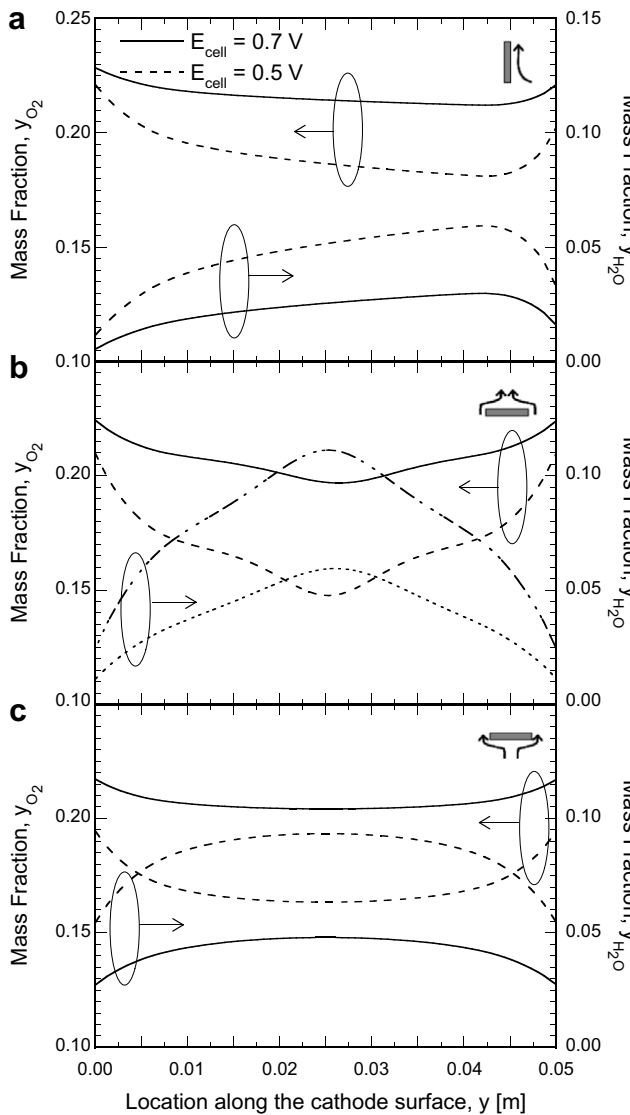 a
0.25
0.15
E_cell = 0.7 V
E_cell = 0.5 V
0.20
0.10
Mass Fraction, y_O2
Mass Fraction, y_H2O
0.15
0.05
0.10
0.00
b
0.20
0.10
Mass Fraction, y_O2
Mass Fraction, y_H2O
0.15
0.05
0.10
0.00
c
0.20
0.10
Mass Fraction, y_O2
Mass Fraction, y_H2O
0.15
0.05
0.10
0.00
0.00 0.01 0.02 0.03 0.04 0.05
Location along the cathode surface, y [m]